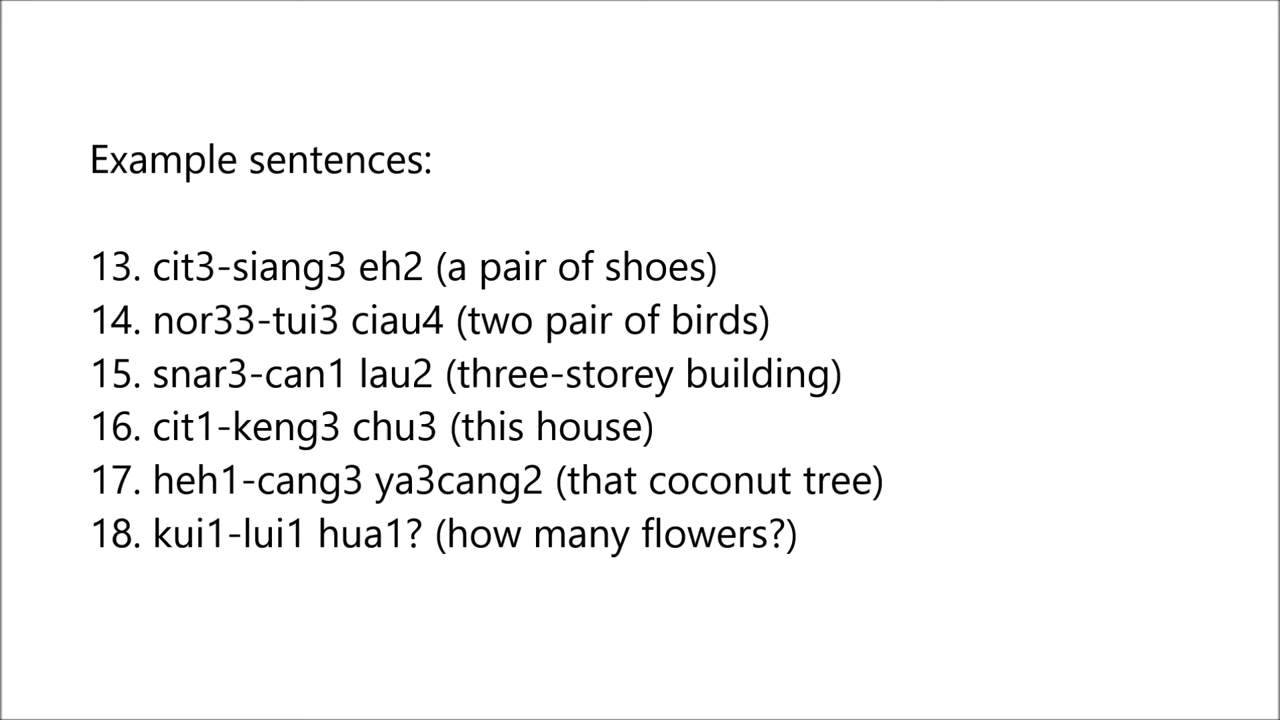 Example sentences:
13. cit3-siang3 eh2 (a pair of shoes)
14. nor33-tui3 ciau4 (two pair of birds)
15. snar3-can1 lau2 (three-storey building)
16. cit1-keng3 chu3 (this house)
17. heh1-cang3 ya3cang2 (that coconut tree)
18. kui1-lui1 hua1? (how many flowers?)